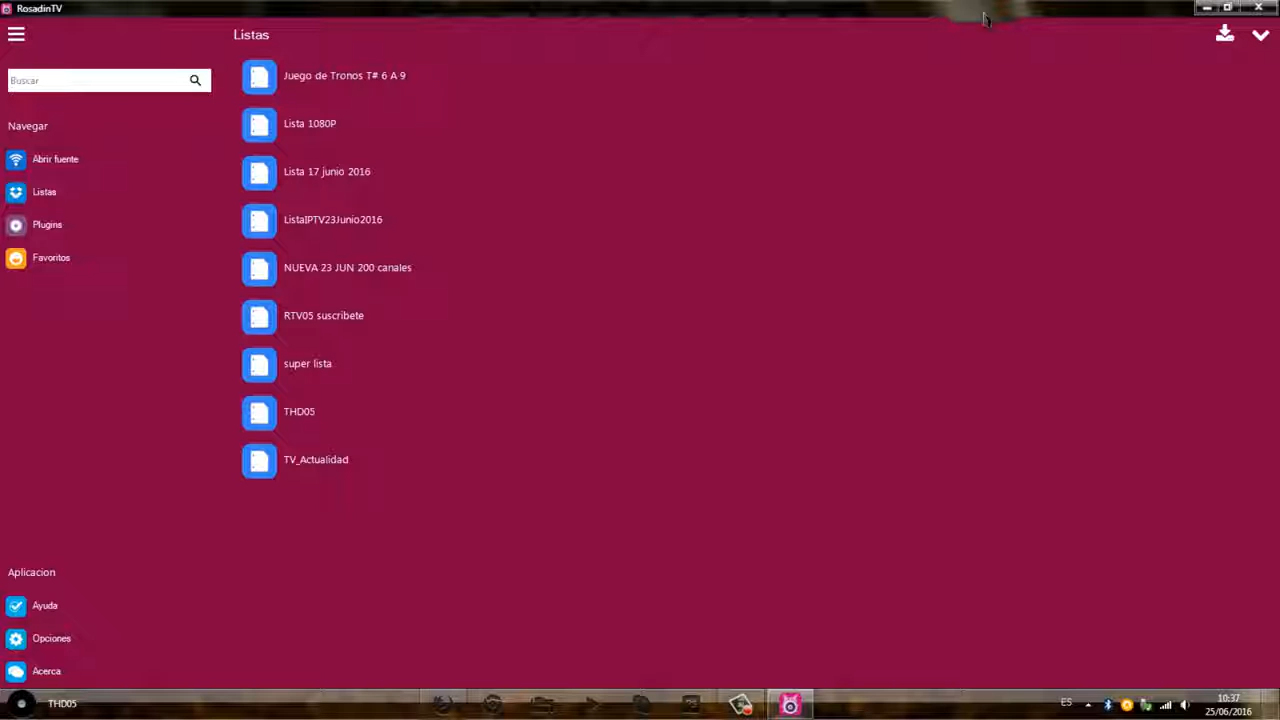 RosadinTV
Listas
Buscar
Navegar
Abrir fuente
Listas
Plugins
Favoritos
Juego de Tronos T# 6 A 9
Lista 1080P
Lista 17 junio 2016
ListaIPTV23Junio2016
NUEVA 23 JUN 200 canales
RTV05 suscribete
super lista
THD05
TV_Actualidad
Aplicacion
Ayuda
Opciones
Acerca
THD05
ES
10:37
25/06/2016